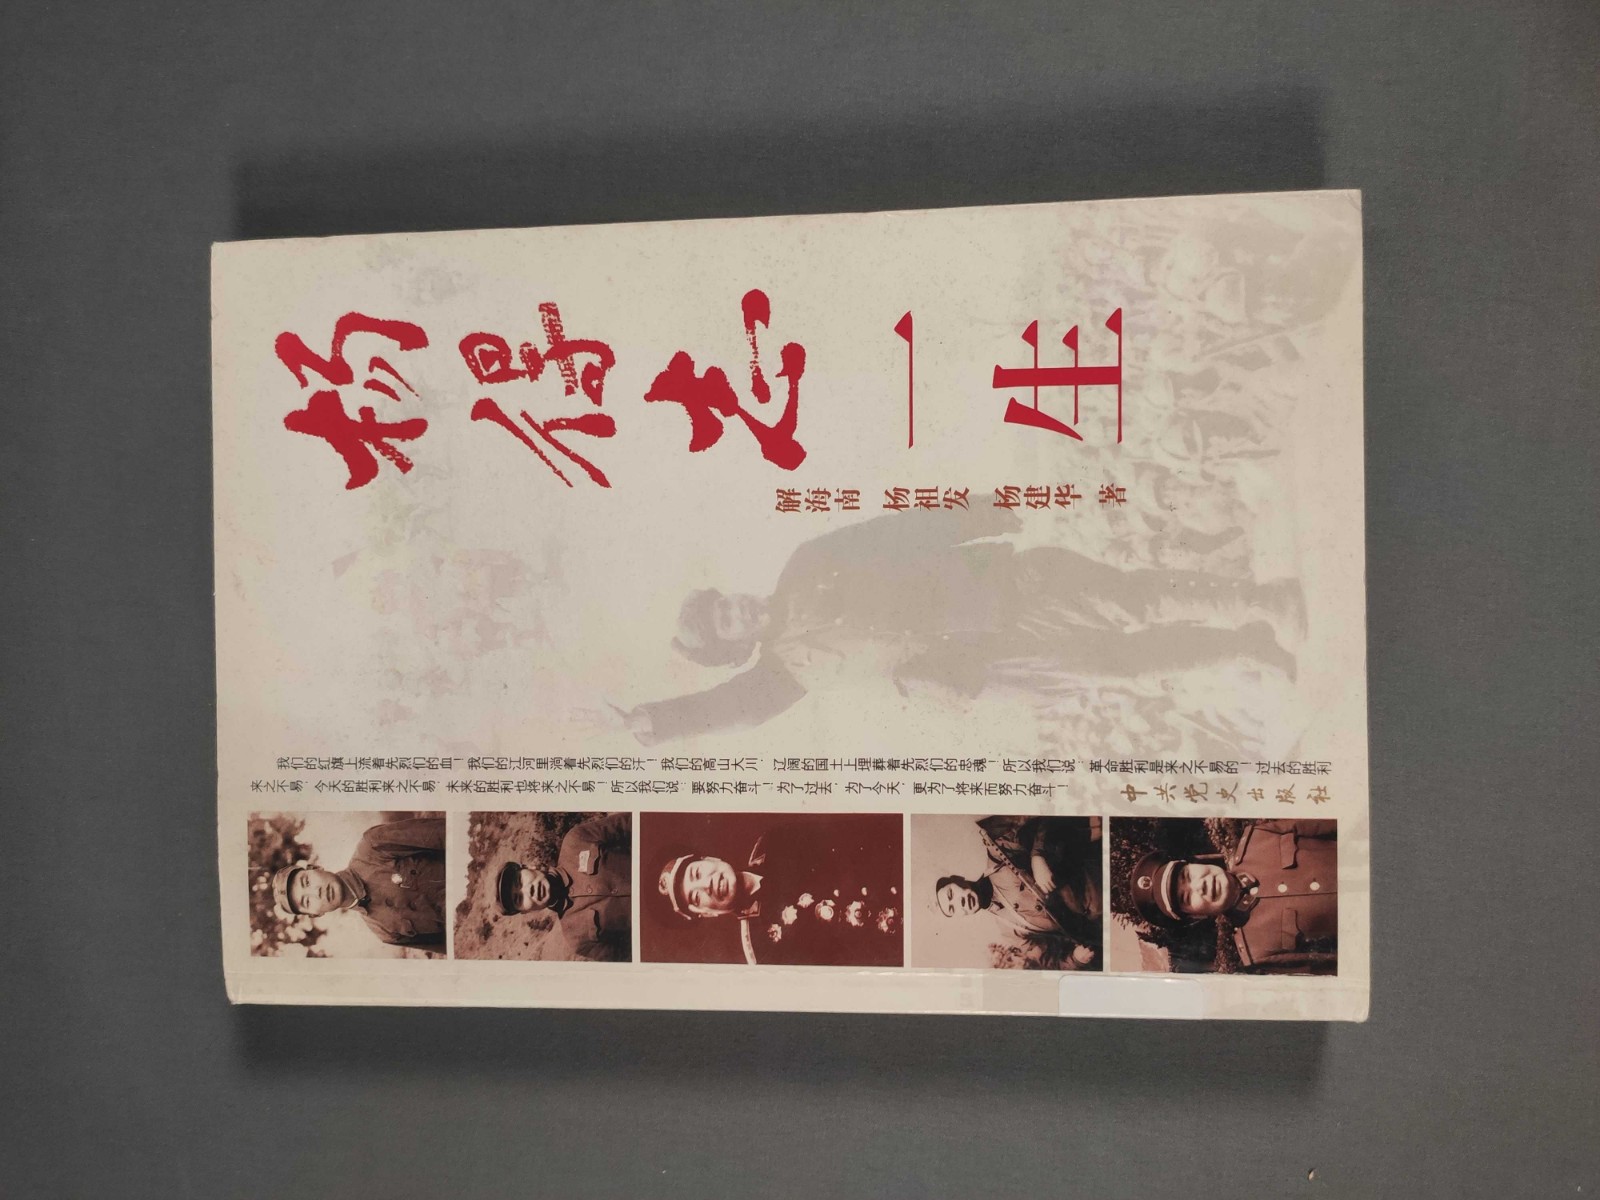 杨得志一生
解海南 杨祖发 杨建华 著
我们的红旗上流着先烈们的血！我们的江河里淌着先烈们的汗！我们的高山大川，辽阔的国土上埋葬着先烈们的忠魂！所以我们说，革命胜利是来之不易的！过去的胜利
来之不易，今天的胜利来之不易，未来的胜利也将来之不易！所以我们说，要努力奋斗！为了过去，为了今天，更为了将来而努力奋斗！
中共党史出版社